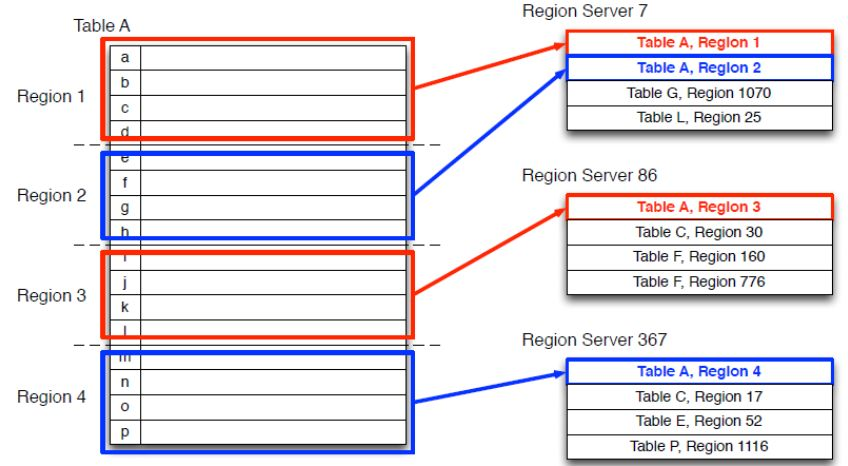 Table A
Region 1
a
b
c
d
Region 2
e
f
g
h
Region 3
i
j
k
l
Region 4
m
n
o
p
Region Server 7
Table A, Region 1
Table A, Region 2
Table G, Region 1070
Table L, Region 25
Region Server 86
Table A, Region 3
Table C, Region 30
Table F, Region 160
Table F, Region 776
Region Server 367
Table A, Region 4
Table C, Region 17
Table E, Region 52
Table P, Region 1116